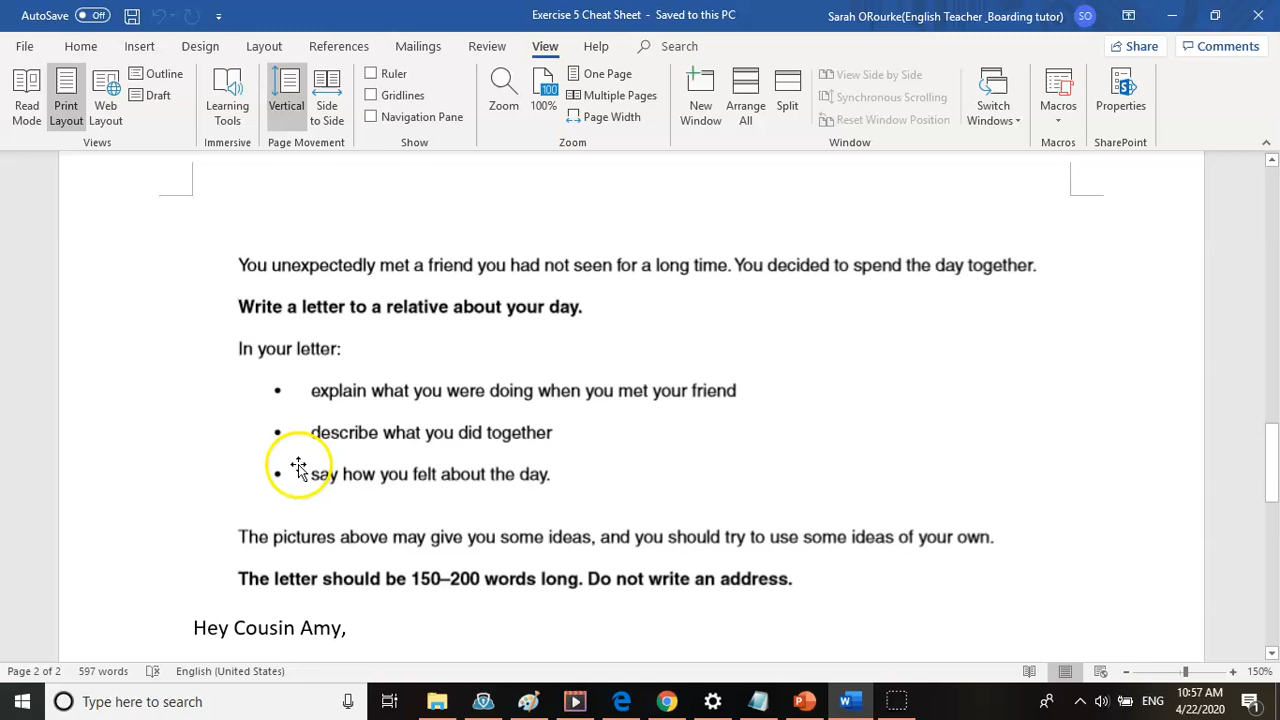 AutoSave Off Exercise 5 Cheat Sheet - Saved to this PC Sarah ORourke(English Teacher ,Boarding tutor) SO
File Home Insert Design Layout References Mailings Review View Help Search Share Comments
Read Mode
Print Layout
Web Layout
Outline
Draft
Views
Learning Tools
Immersive
Vertical
Side to Side
Page Movement
Ruler
Gridlines
Navigation Pane
Show
Zoom
100
100%
One Page
Multiple Pages
Page Width
Zoom
New Window
Arrange All
Split
View Side by Side
Synchronous Scrolling
Reset Window Position
Window
Switch Windows
Macros
Macros
Properties
SharePoint
You unexpectedly met a friend you had not seen for a long time. You decided to spend the day together.
Write a letter to a relative about your day.
In your letter:
• explain what you were doing when you met your friend
• describe what you did together
• say how you felt about the day.
The pictures above may give you some ideas, and you should try to use some ideas of your own.
The letter should be 150–200 words long. Do not write an address.
Hey Cousin Amy,
Page 2 of 2 597 words English (United States) 150%
Type here to search ENG 10:57 AM
4/22/2020 1